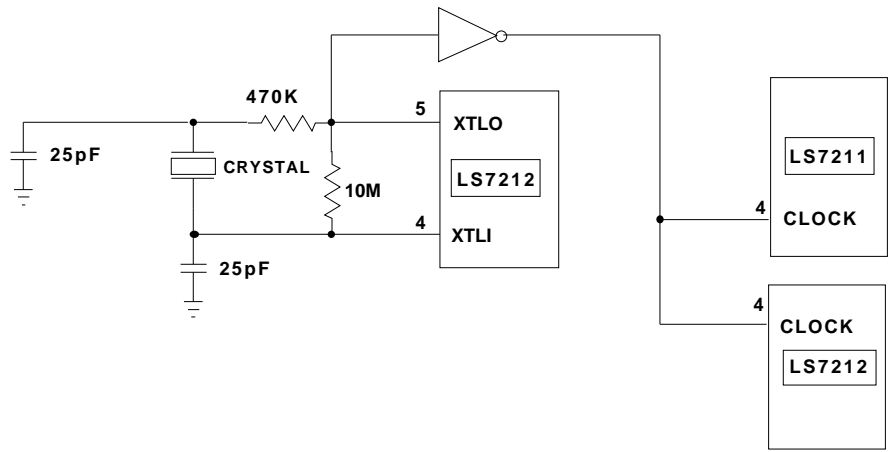 470K
5
XTLO
25pF
CRYSTAL
10M
LS7212
4
XTLI
25pF
LS7211
4
CLOCK
4
CLOCK
LS7212